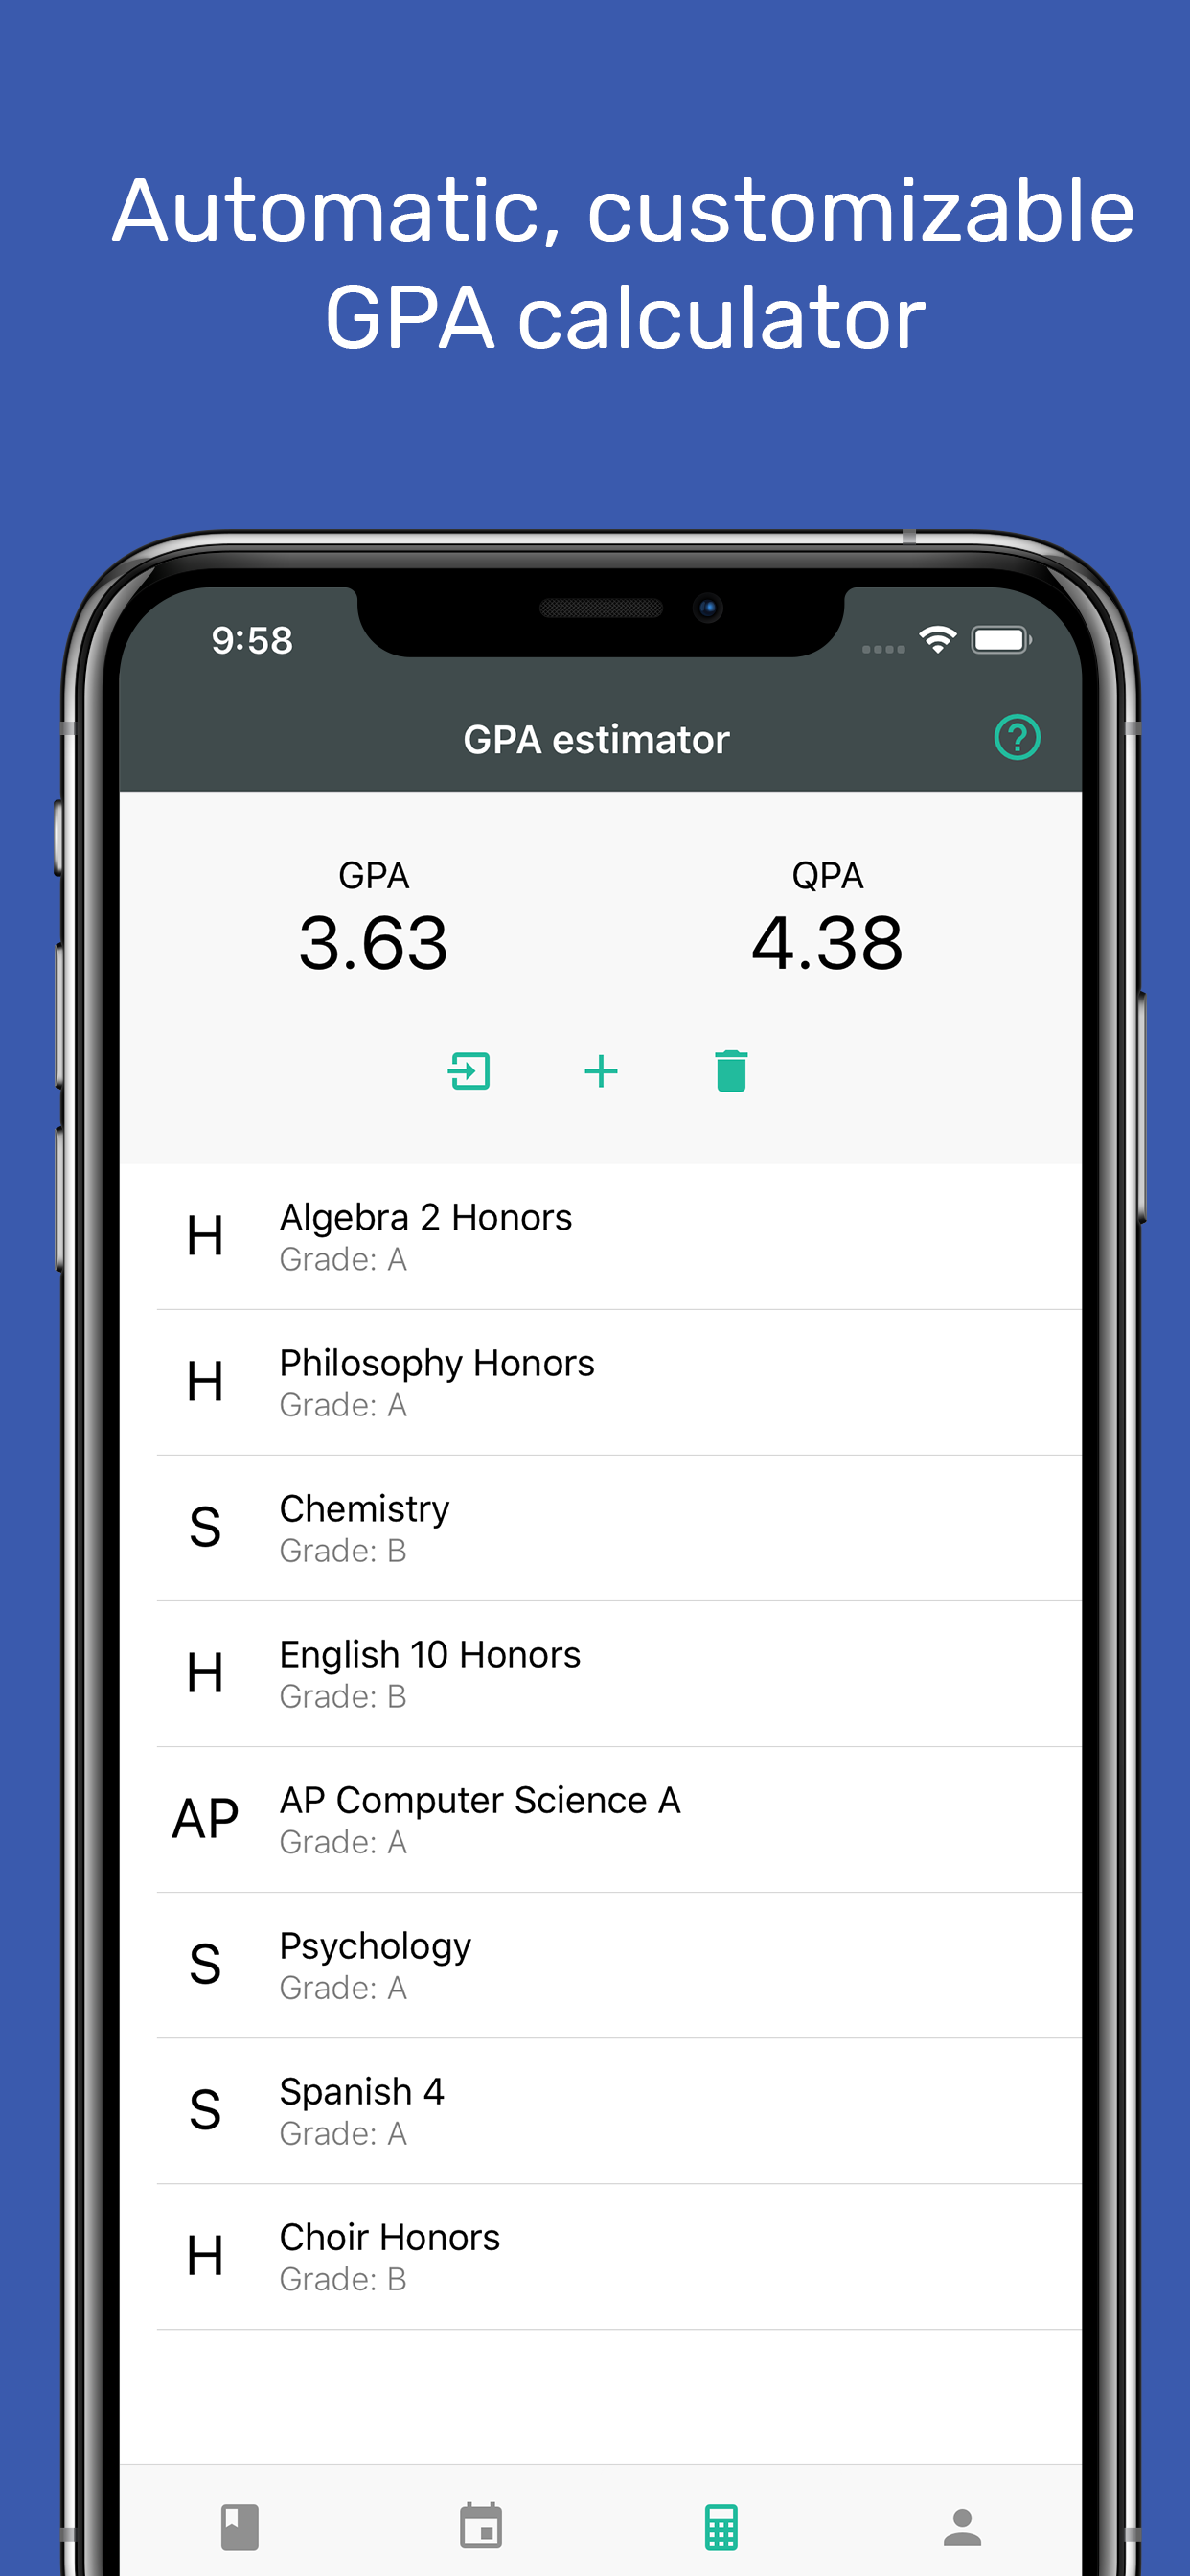 Automatic, customizable
GPA calculator
9:58
GPA estimator
GPA
QPA
3.63
4.38
H
Algebra 2 Honors
Grade: A
H
Philosophy Honors
Grade: A
S
Chemistry
Grade: B
H
English 10 Honors
Grade: B
AP
AP Computer Science A
Grade: A
S
Psychology
Grade: A
S
Spanish 4
Grade: A
H
Choir Honors
Grade: B